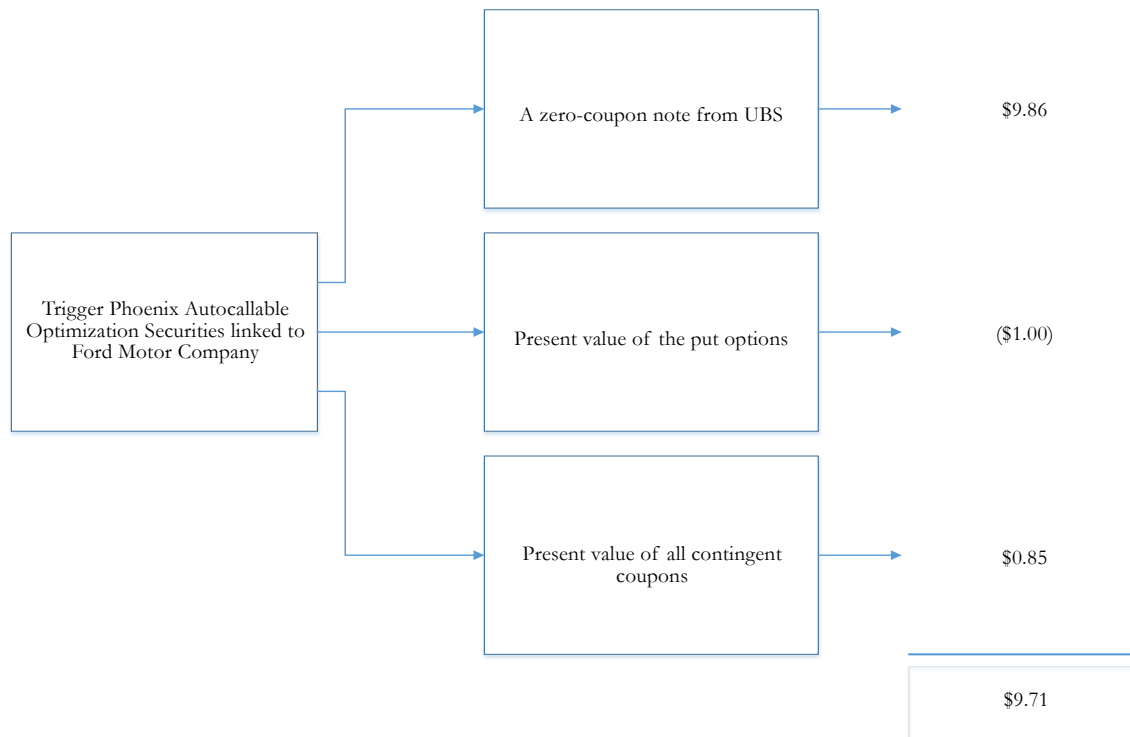 A zero-coupon note from UBS
$9.86
Trigger Phoenix Autocallable
Optimization Securities linked to
Ford Motor Company
Present value of the put options
($1.00)
Present value of all contingent
coupons
$0.85
$9.71